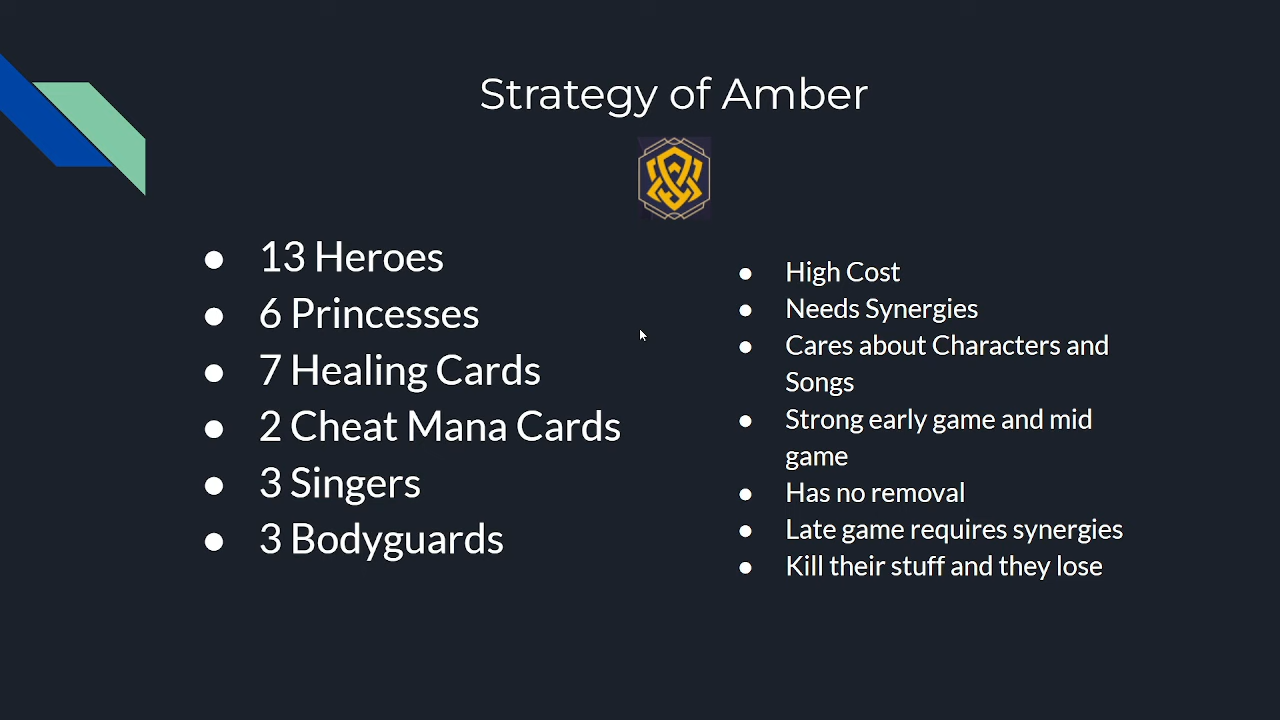 Strategy of Amber
● 13 Heroes
● 6 Princesses
● 7 Healing Cards
● 2 Cheat Mana Cards
● 3 Singers
● 3 Bodyguards
● High Cost
● Needs Synergies
● Cares about Characters and
Songs
● Strong early game and mid
game
● Has no removal
● Late game requires synergies
● Kill their stuff and they lose